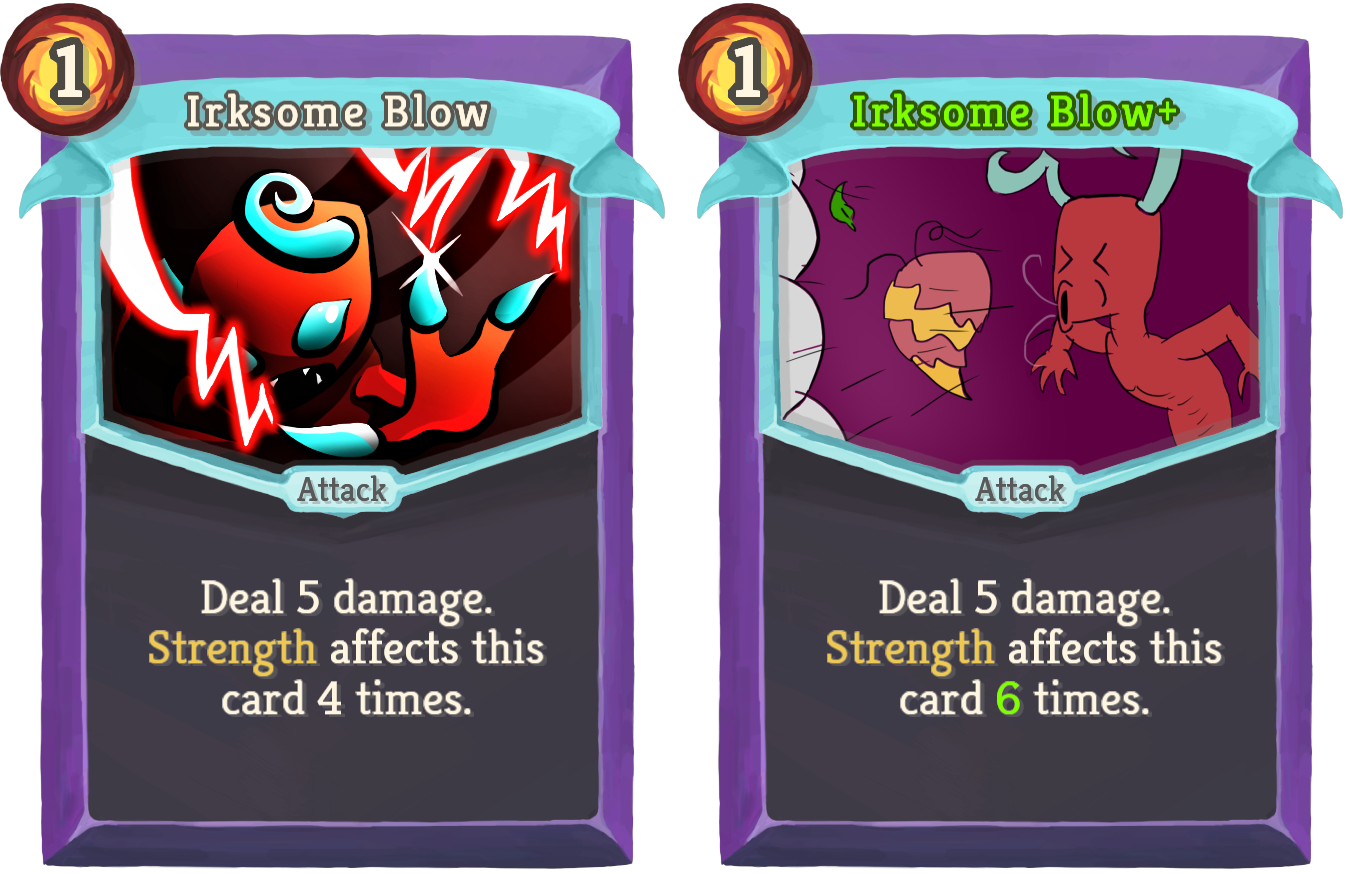 1
Irksome Blow
Attack
Deal 5 damage.
Strength affects this
card 4 times.
1
Irksome Blow+
Attack
Deal 5 damage.
Strength affects this
card 6 times.